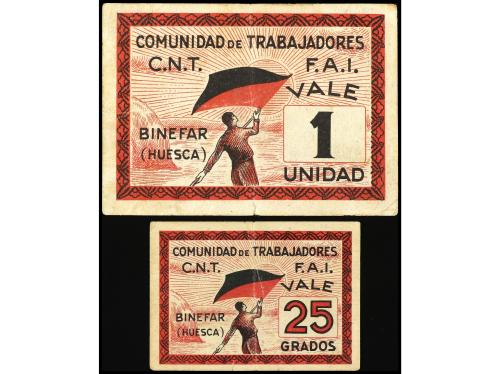 COMUNIDAD DE TRABAJADORES
C.N.T. F.A.I.
VALE
1
BINEFAR
(HUESCA)
UNIDAD
COMUNIDAD DE TRABAJADORES
C.N.T. F.A.I.
VALE
25
BINEFAR
(HUESCA)
GRADOS